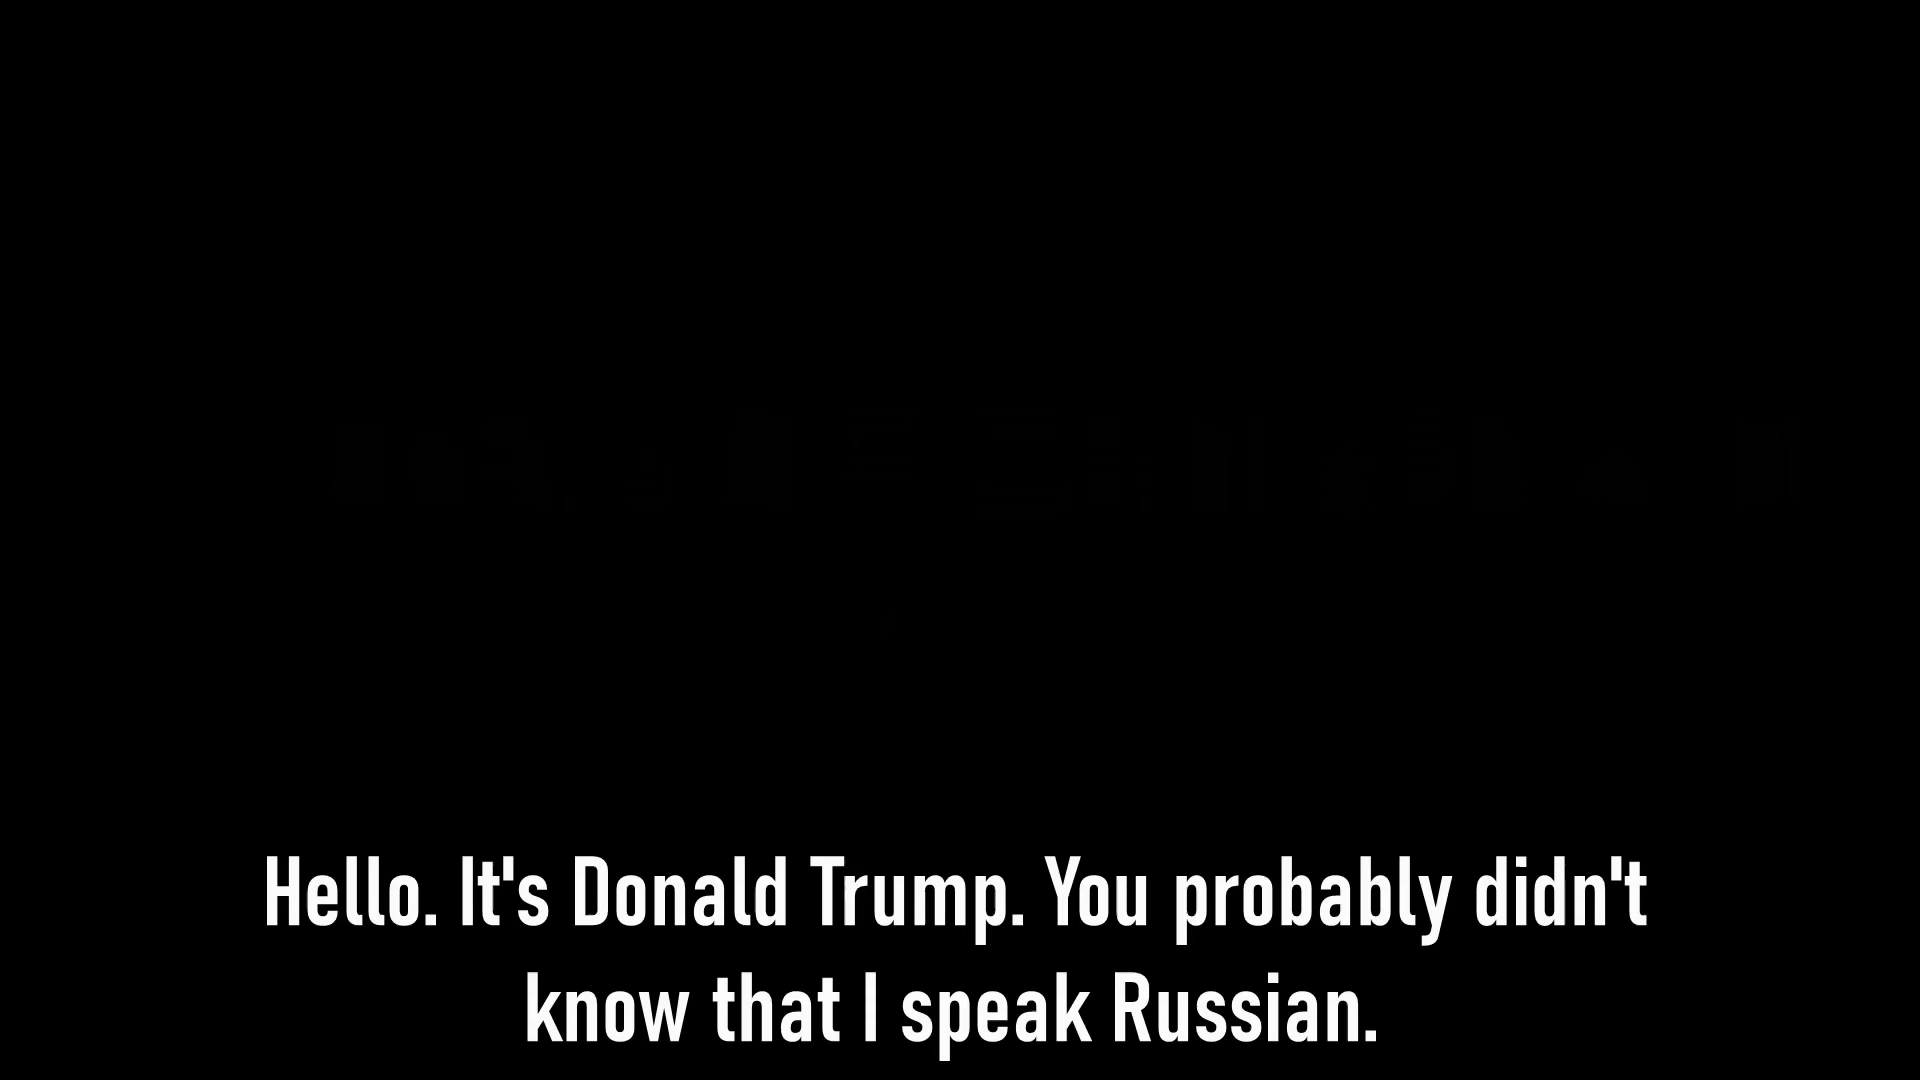 Hello. It's Donald Trump. You probably didn't
know that I speak Russian.